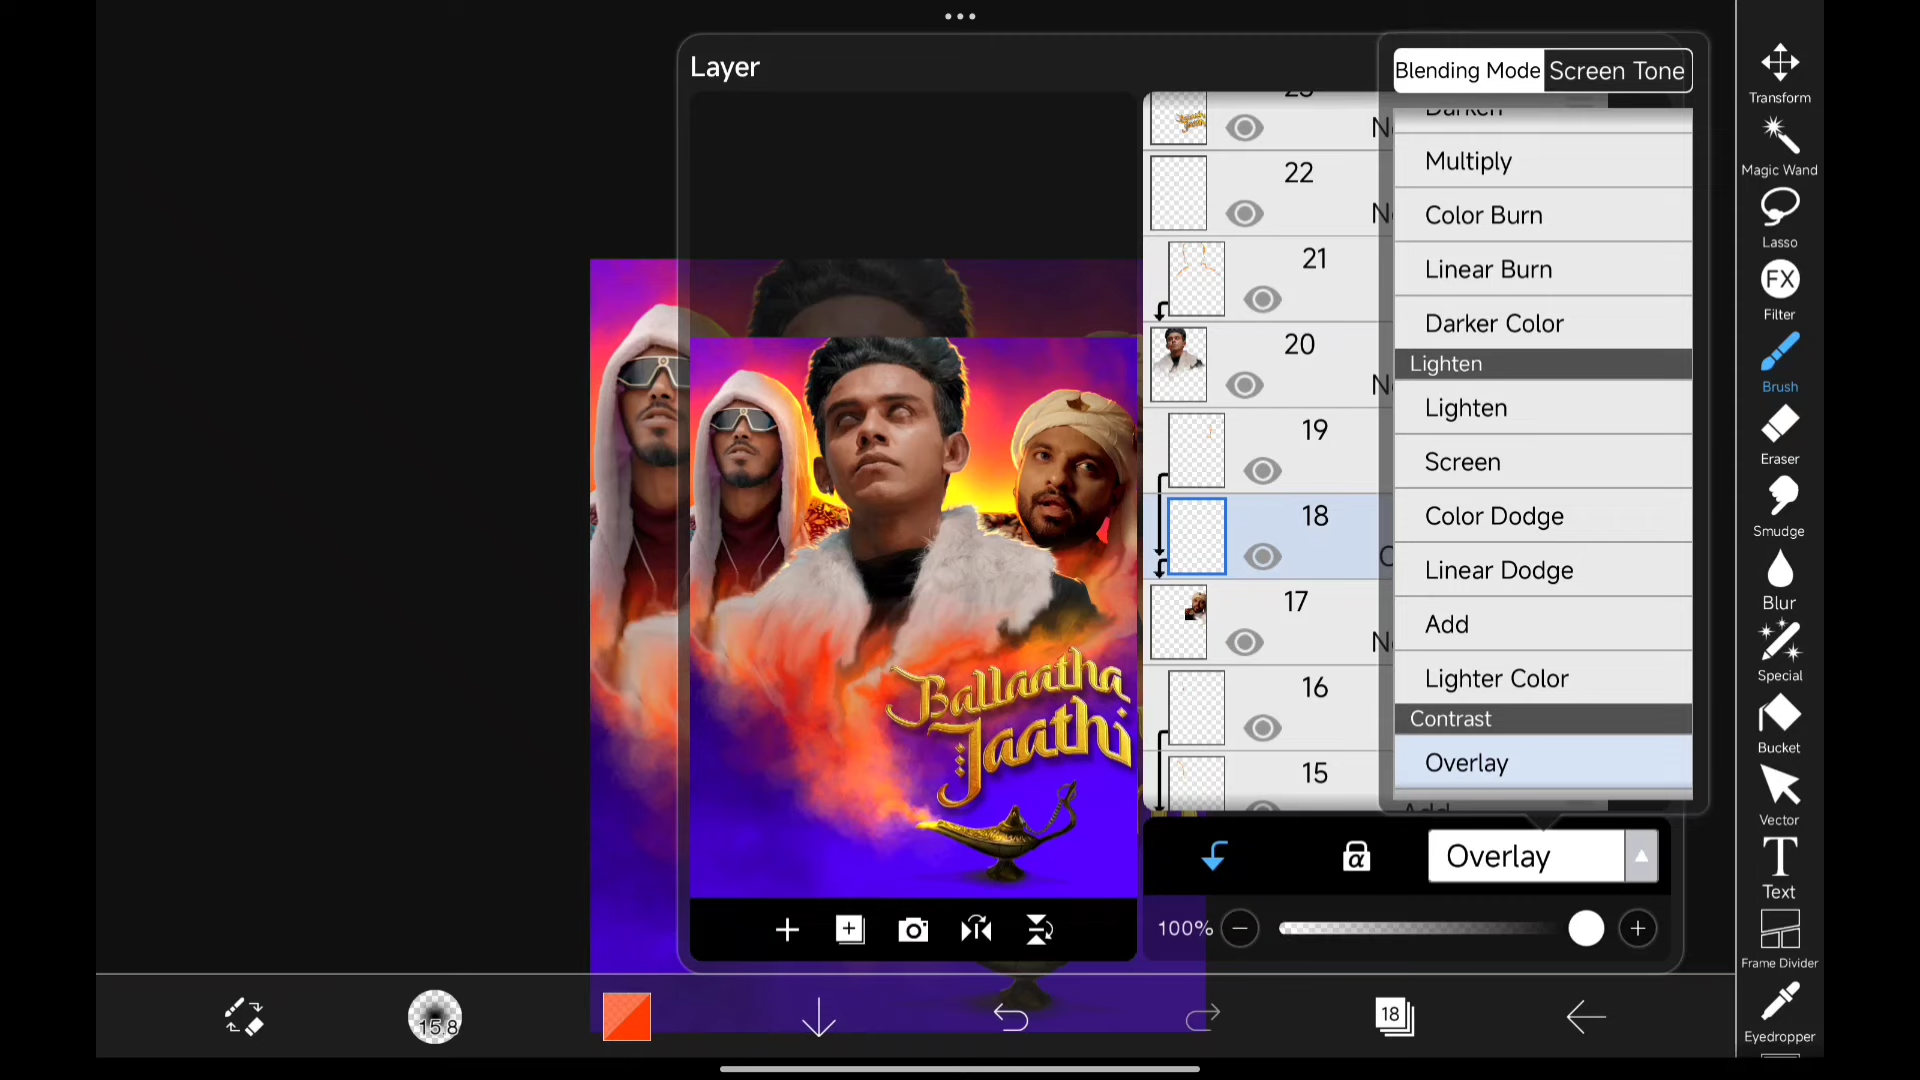 Layer
Blending Mode
Screen Tone
Darken
Multiply
Color Burn
Linear Burn
Darker Color
Lighten
Lighten
Screen
Color Dodge
Linear Dodge
Add
Lighter Color
Contrast
Overlay
22
21
20
19
18
17
16
15
Ballaatha
Jaathi
Overlay
100%
15.8
18
Transform
Magic Wand
Lasso
FX
Filter
Brush
Eraser
Smudge
Blur
Special
Bucket
Vector
T
Text
Frame Divider
Eyedropper